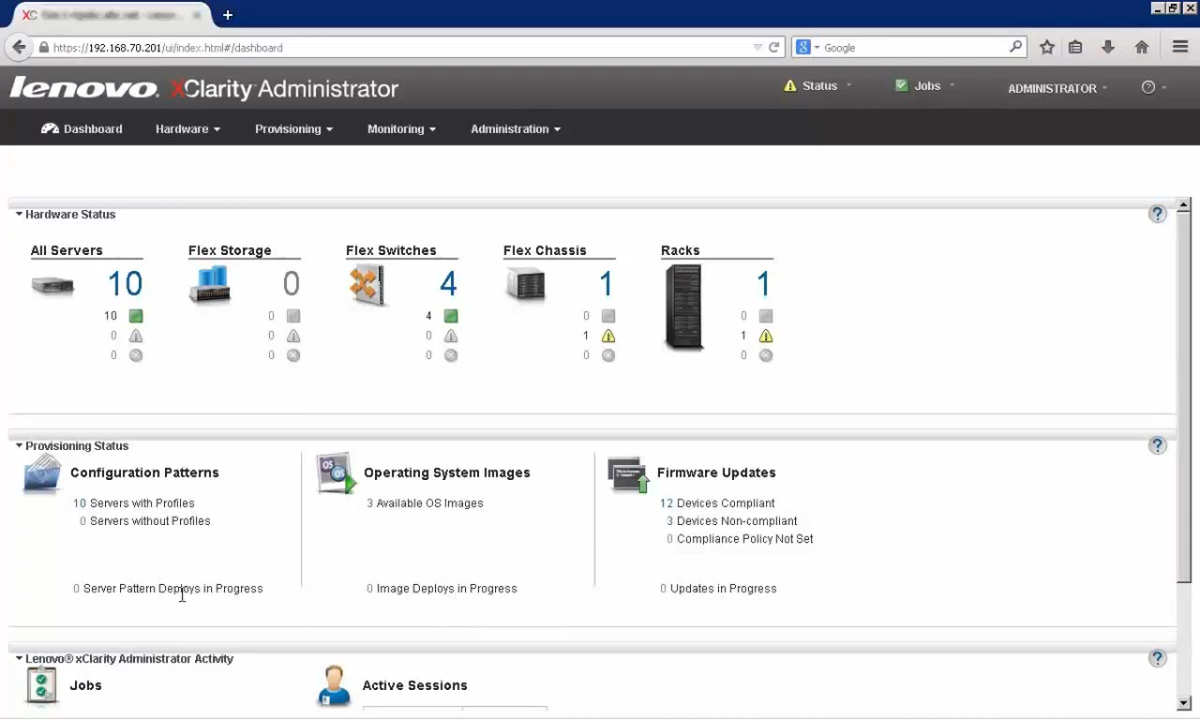 XC
https://192.168.70.201/ui/index.html#/dashboard
Google
lenovo. XClarity Administrator
Status
Jobs
ADMINISTRATOR
Dashboard
Hardware
Provisioning
Monitoring
Administration
Hardware Status
All Servers
10
10
0
0
Flex Storage
0
0
0
0
Flex Switches
4
4
0
0
Flex Chassis
1
0
1
0
Racks
1
0
1
0
Provisioning Status
Configuration Patterns
10 Servers with Profiles
0 Servers without Profiles
0 Server Pattern Deploys in Progress
Operating System Images
3 Available OS Images
0 Image Deploys in Progress
Firmware Updates
12 Devices Compliant
3 Devices Non-compliant
0 Compliance Policy Not Set
0 Updates in Progress
Lenovo® xClarity Administrator Activity
Jobs
Active Sessions